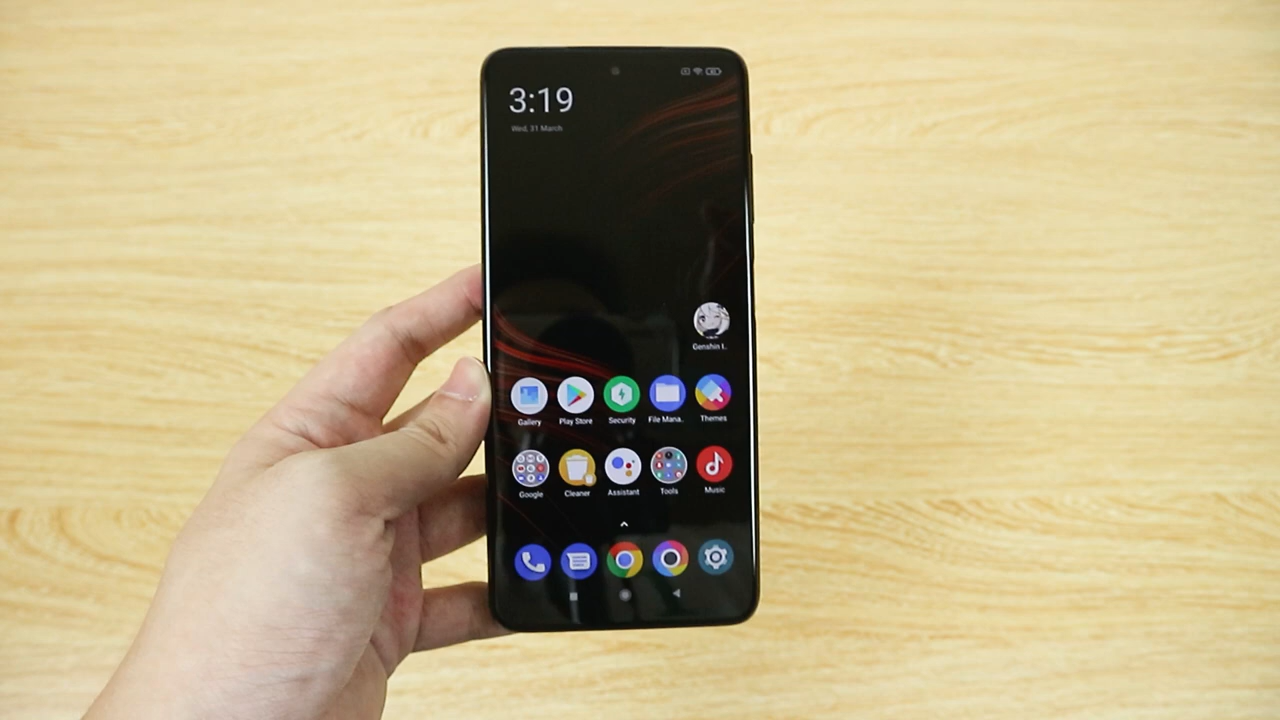 3:19
Wed, 31 March
Genshin I..
Gallery
Play Store
Security
File Mana..
Themes
Google
Cleaner
Assistant
Tools
Music